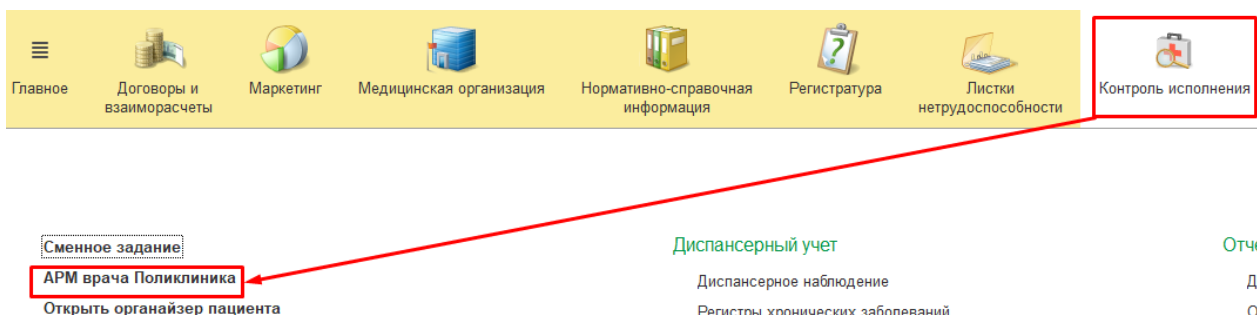 Главное
Договоры и
взаиморасчеты
Маркетинг
Медицинская организация
Нормативно-справочная
информация
Регистратура
Листки
нетрудоспособности
Контроль исполнения
Сменное задание
АРМ врача Поликлиника
Открыть органайзер пациента
Диспансерный учет
Диспансерное наблюдение
Регистры хронических заболеваний